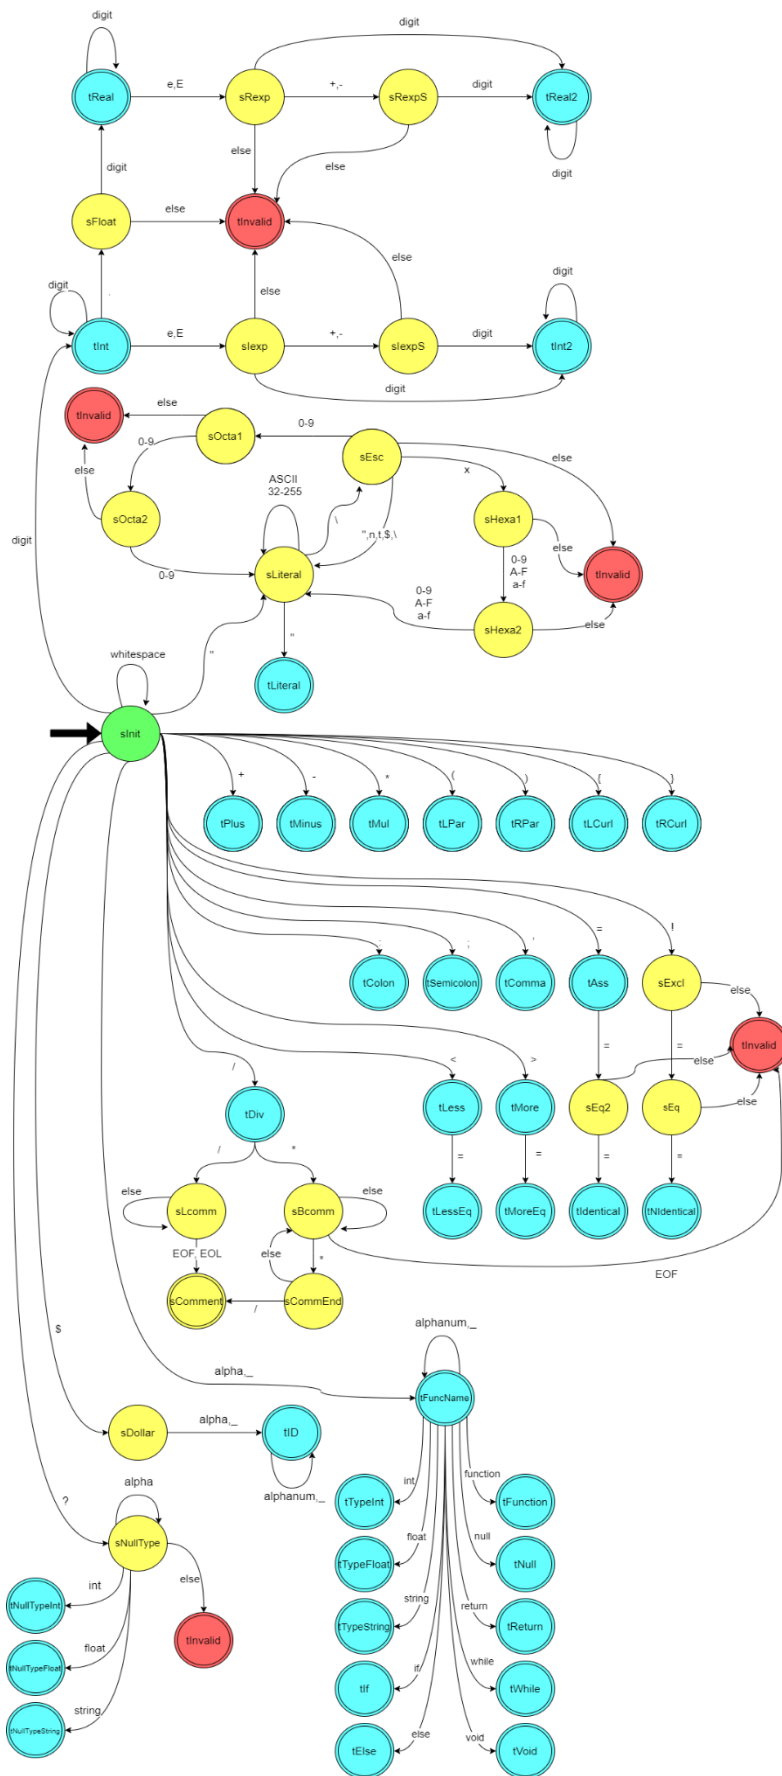 digit
digit
tReal
e,E
sRexp
+,-
sRexpS
digit
tReal2
else
else
digit
digit
sFloat
else
tInvalid
.
else
else
digit
digit
tInt
e,E
sIexp
+,-
sIexpS
digit
tInt2
digit
tInvalid
else
sOcta1
0-9
0-9
sEsc
else
else
ASCII
32-255
x
sOcta2
\
sHexa1
",n,t,$,\
digit
0-9
sLiteral
0-9
A-F
a-f
else
tInvalid
0-9
A-F
a-f
sHexa2
else
"
"
whitespace
tLiteral
sInit
+
-
*
(
)
{
}
tPlus
tMinus
tMul
tLPar
tRPar
tLCurl
tRCurl
:
;
,
=
!
tColon
tSemicolon
tComma
tAss
sExcl
else
=
=
tInvalid
else
/
<
>
tDiv
tLess
tMore
sEq2
sEq
else
/
*
=
=
=
=
else
sLcomm
sBcomm
else
tLessEq
tMoreEq
tIdentical
tNIdentical
EOF, EOL
else
*
EOF
sComment
/
sCommEnd
alphanum,_
$
alpha,_
tFuncName
sDollar
alpha,_
tID
alphanum,_
int
function
tTypeInt
tFunction
?
alpha
float
null
sNullType
tTypeFloat
tNull
int
else
string
return
tNullTypeInt
tTypeString
tReturn
float
tInvalid
if
while
tNullTypeFloat
tIf
tWhile
string
else
void
tNullTypeString
tElse
tVoid